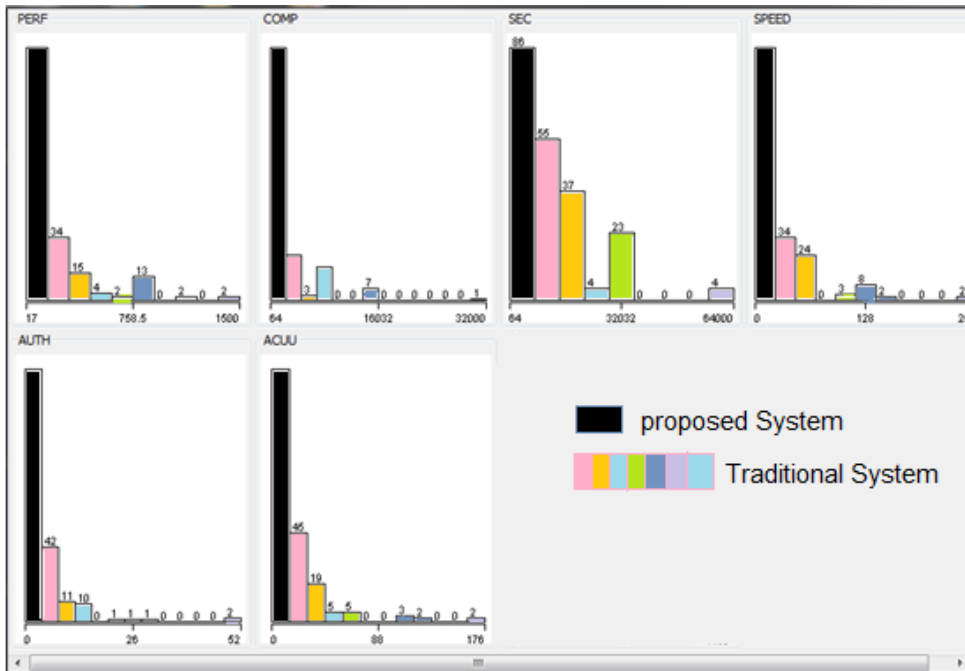 PERF COMP SEC SPEED
86
55
34 37 34
24
15 13 23
4 2 0 2 0 2 3 7 0 0 0 0 0 0 0 0 1 4 0 0 0 4 0 3 8 2 0 0 0 0 2
17 758.5 1500 64 16032 32000 64 32032 64000 0 128
AUTH ACUU
proposed System
Traditional System
42 46
19
11 10 0 1 1 1 0 0 0 0 2 5 5 0 0 3 2 0 0 2
0 26 52 0 88 176